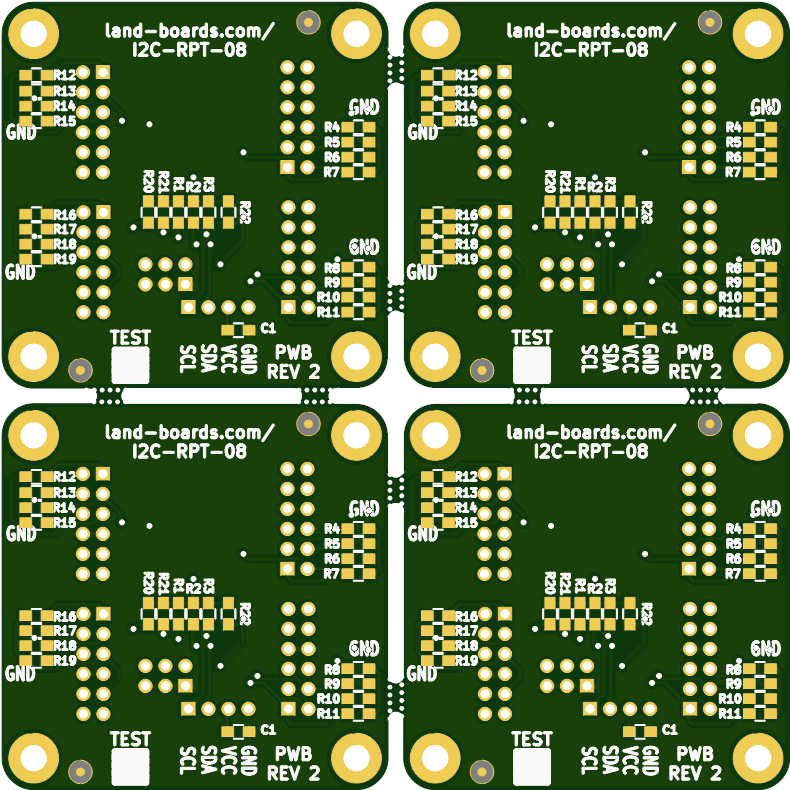 land-boards.com/
I2C-RPT-08
R12
R13
R14
R15
GND
GND
R4
R5
R6
R7
R20
R21
R1
R2
R3
R22
R16
R17
R18
R19
GND
GND
R8
R9
R10
R11
C1
TEST
SCL
SDA
VCC
GND
PWB
REV 2
land-boards.com/
I2C-RPT-08
R12
R13
R14
R15
GND
GND
R4
R5
R6
R7
R20
R21
R1
R2
R3
R22
R16
R17
R18
R19
GND
GND
R8
R9
R10
R11
C1
TEST
SCL
SDA
VCC
GND
PWB
REV 2
land-boards.com/
I2C-RPT-08
R12
R13
R14
R15
GND
GND
R4
R5
R6
R7
R20
R21
R1
R2
R3
R22
R16
R17
R18
R19
GND
GND
R8
R9
R10
R11
C1
TEST
SCL
SDA
VCC
GND
PWB
REV 2
land-boards.com/
I2C-RPT-08
R12
R13
R14
R15
GND
GND
R4
R5
R6
R7
R20
R21
R1
R2
R3
R22
R16
R17
R18
R19
GND
GND
R8
R9
R10
R11
C1
TEST
SCL
SDA
VCC
GND
PWB
REV 2